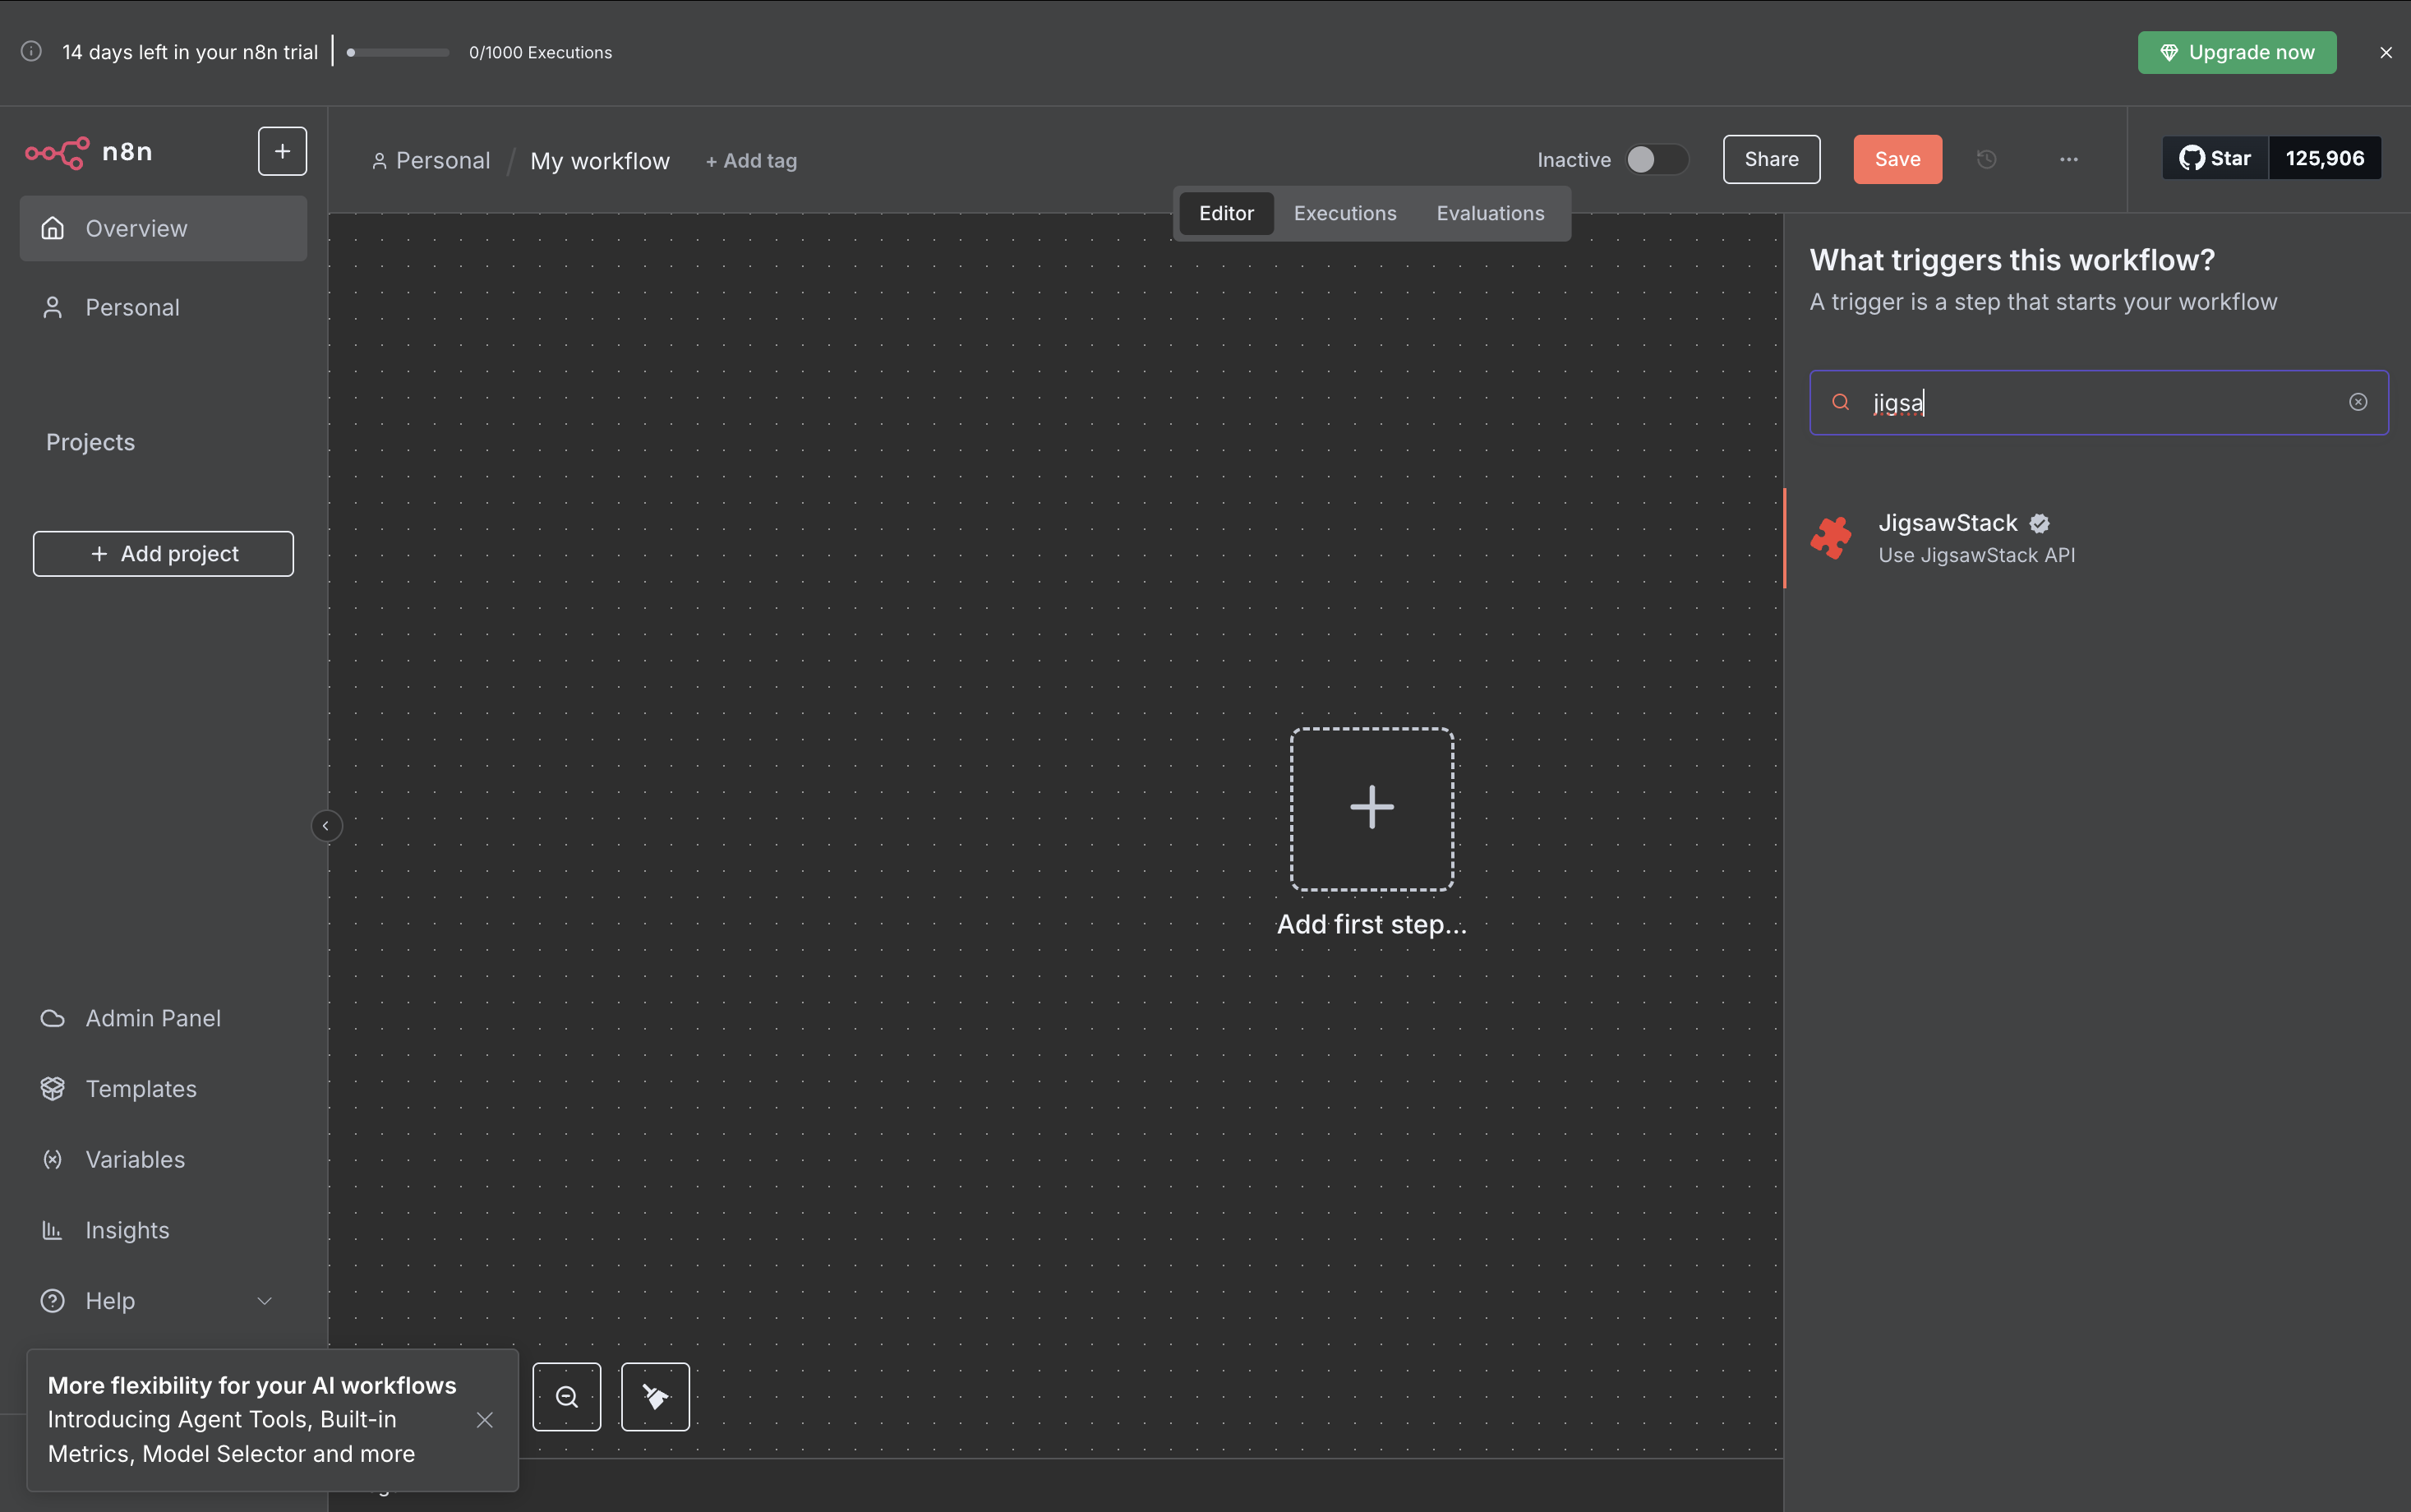 14 days left in your n8n trial
0/1000 Executions
Upgrade now
n8n
Overview
Personal
Projects
+ Add project
Admin Panel
Templates
Variables
Insights
Help
More flexibility for your AI workflows
Introducing Agent Tools, Built-in
Metrics, Model Selector and more
Personal / My workflow + Add tag
Inactive
Share
Save
Star 125,906
Editor Executions Evaluations
Add first step...
What triggers this workflow?
A trigger is a step that starts your workflow
jigsa
JigsawStack
Use JigsawStack API